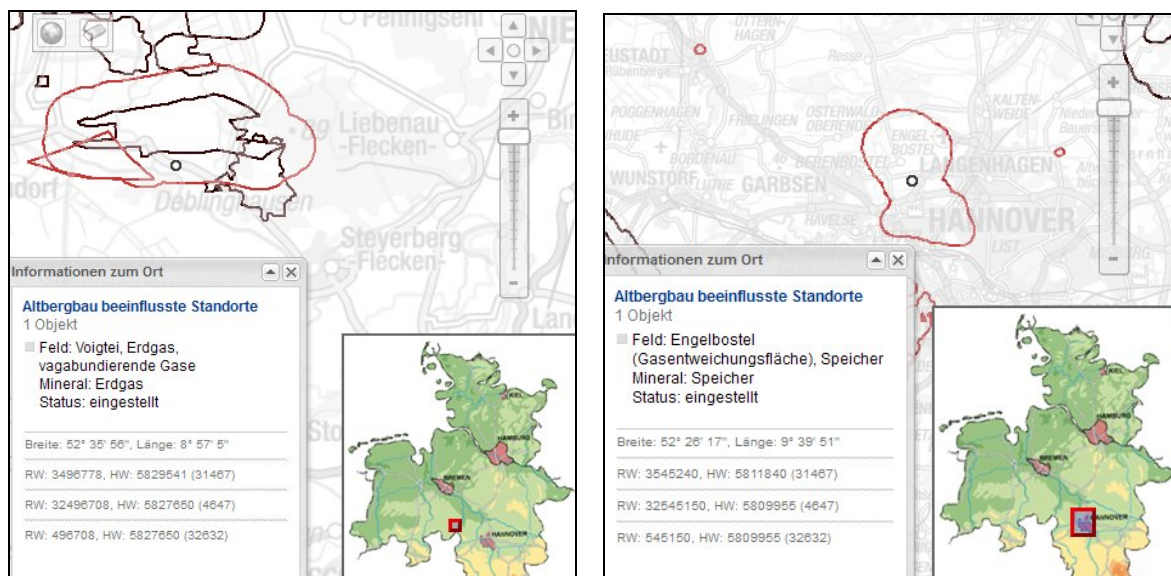 Pennigsehl
NIE
Liebenau
-Flecken-
Deblinghausen
Steyerberg
-Flecken-
Informationen zum Ort
Altbergbau beeinflusste Standorte
1 Objekt
Feld: Voigtei, Erdgas,
vagabundierende Gase
Mineral: Erdgas
Status: eingestellt
Breite: 52° 35' 56", Länge: 8° 57' 5"
RW: 3496778, HW: 5829541 (31467)
RW: 32496708, HW: 5827650 (4647)
RW: 496708, HW: 5827650 (32632)
KIEL
HAMBURG
BREMEN
HANNOVER
OTTERN-
HAGEN
Resse
USTADT
POGGENHAGEN
FRIELINGEN
OSTERWALD
OBERENDE
KALTEN-
WEIDE
ENGEL-
BOSTEL
BORDENAU
BERENBOSTEL
LANGENHAGEN
WUNSTORF
LUTHE
GARBSEN
HAVELSE
HANNOVER
LIST
Informationen zum Ort
Altbergbau beeinflusste Standorte
1 Objekt
Feld: Engelbostel
(Gasentweichungsfläche), Speicher
Mineral: Speicher
Status: eingestellt
Breite: 52° 26' 17", Länge: 9° 39' 51"
RW: 3545240, HW: 5811840 (31467)
RW: 32545150, HW: 5809955 (4647)
RW: 545150, HW: 5809955 (32632)
KIEL
HAMBURG
BREMEN
HANNOVER